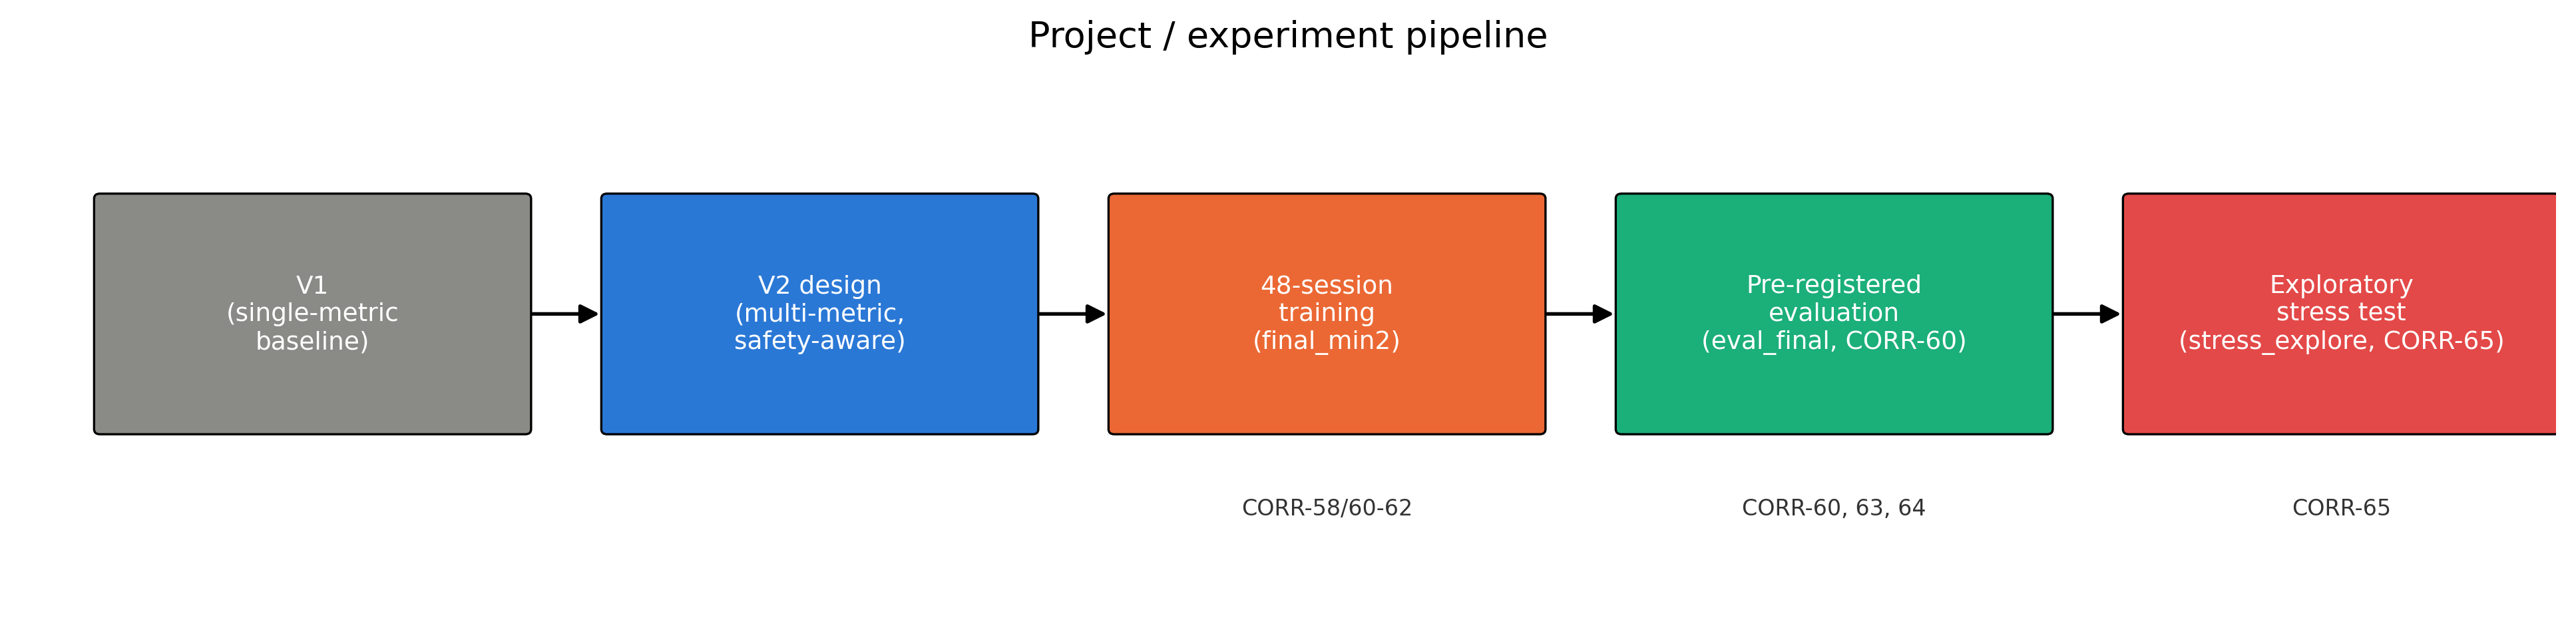 Project / experiment pipeline
V1
(single-metric
baseline)
V2 design
(multi-metric,
safety-aware)
48-session
training
(final_min2)
Pre-registered
evaluation
(eval_final, CORR-60)
Exploratory
stress test
(stress_explore, CORR-65)
CORR-58/60-62
CORR-60, 63, 64
CORR-65